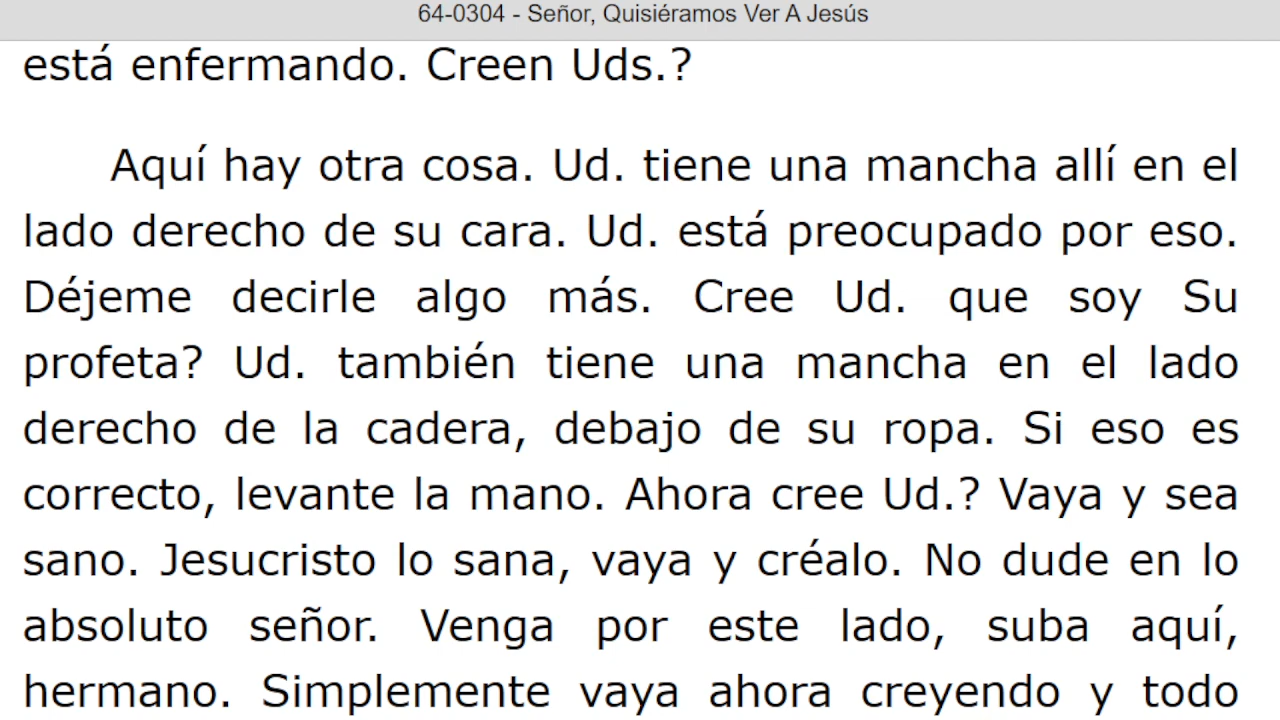 64-0304 - Señor, Quisiéramos Ver A Jesús
está enfermando. Creen Uds.?
Aquí hay otra cosa. Ud. tiene una mancha allí en el
lado derecho de su cara. Ud. está preocupado por eso.
Déjeme decirle algo más. Cree Ud. que soy Su
profeta? Ud. también tiene una mancha en el lado
derecho de la cadera, debajo de su ropa. Si eso es
correcto, levante la mano. Ahora cree Ud.? Vaya y sea
sano. Jesucristo lo sana, vaya y créalo. No dude en lo
absoluto señor. Venga por este lado, suba aquí,
hermano. Simplemente vaya ahora creyendo y todo